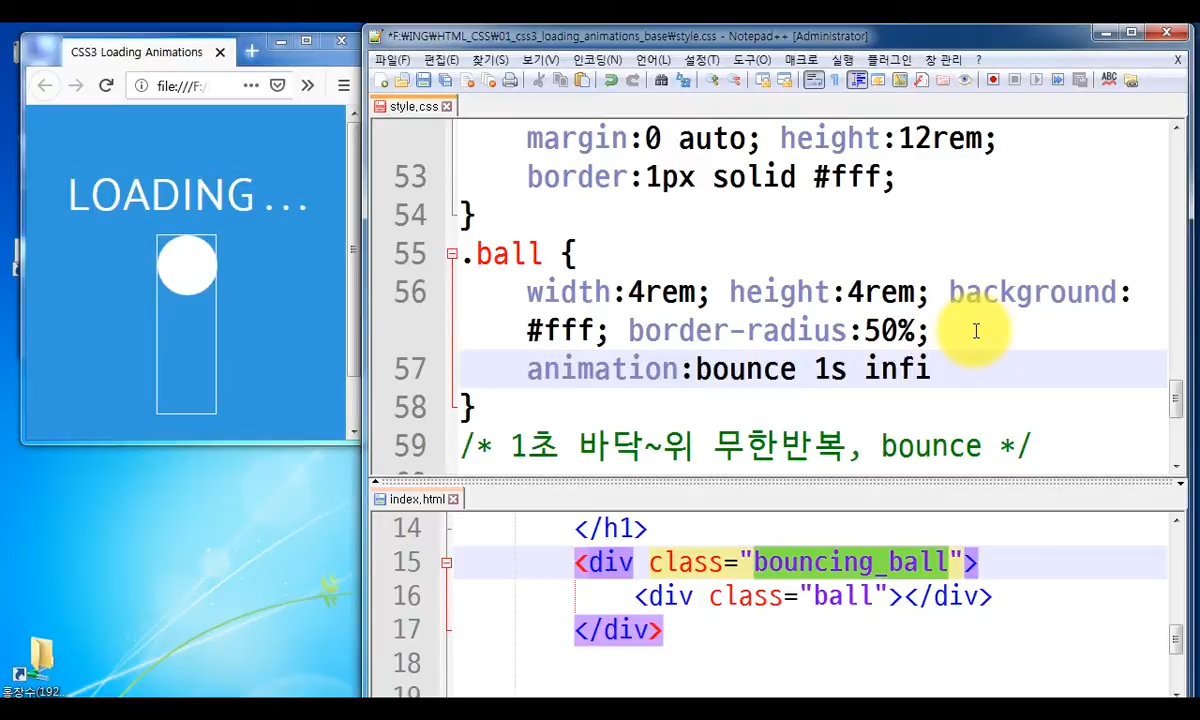 CSS3 Loading Animations
file:///F:/
LOADING . . .
홍장수(192...
*F:₩ING₩HTML_CSS₩01_css3_loading_animations_base₩style.css - Notepad++ [Administrator]
파일(F) 편집(E) 찾기(S) 보기(V) 인코딩(N) 언어(L) 설정(T) 도구(O) 매크로 실행 플러그인 창 관리 ? X
style.css
margin:0 auto; height:12rem;
53 border:1px solid #fff;
54 }
55 .ball {
56 width:4rem; height:4rem; background:
#fff; border-radius:50%;
57 animation:bounce 1s infi
58 }
59 /* 1초 바닥~위 무한반복, bounce */
index.html
14 </h1>
15 <div class="bouncing_ball">
16 <div class="ball"></div>
17 </div>
18